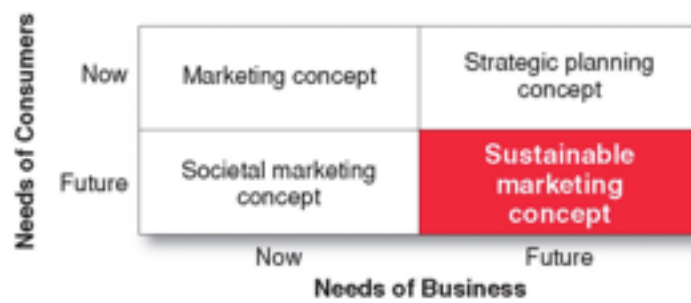 Needs of Consumers
Now
Marketing concept
Strategic planning
concept
Future
Societal marketing
concept
Sustainable
marketing
concept
Now
Future
Needs of Business